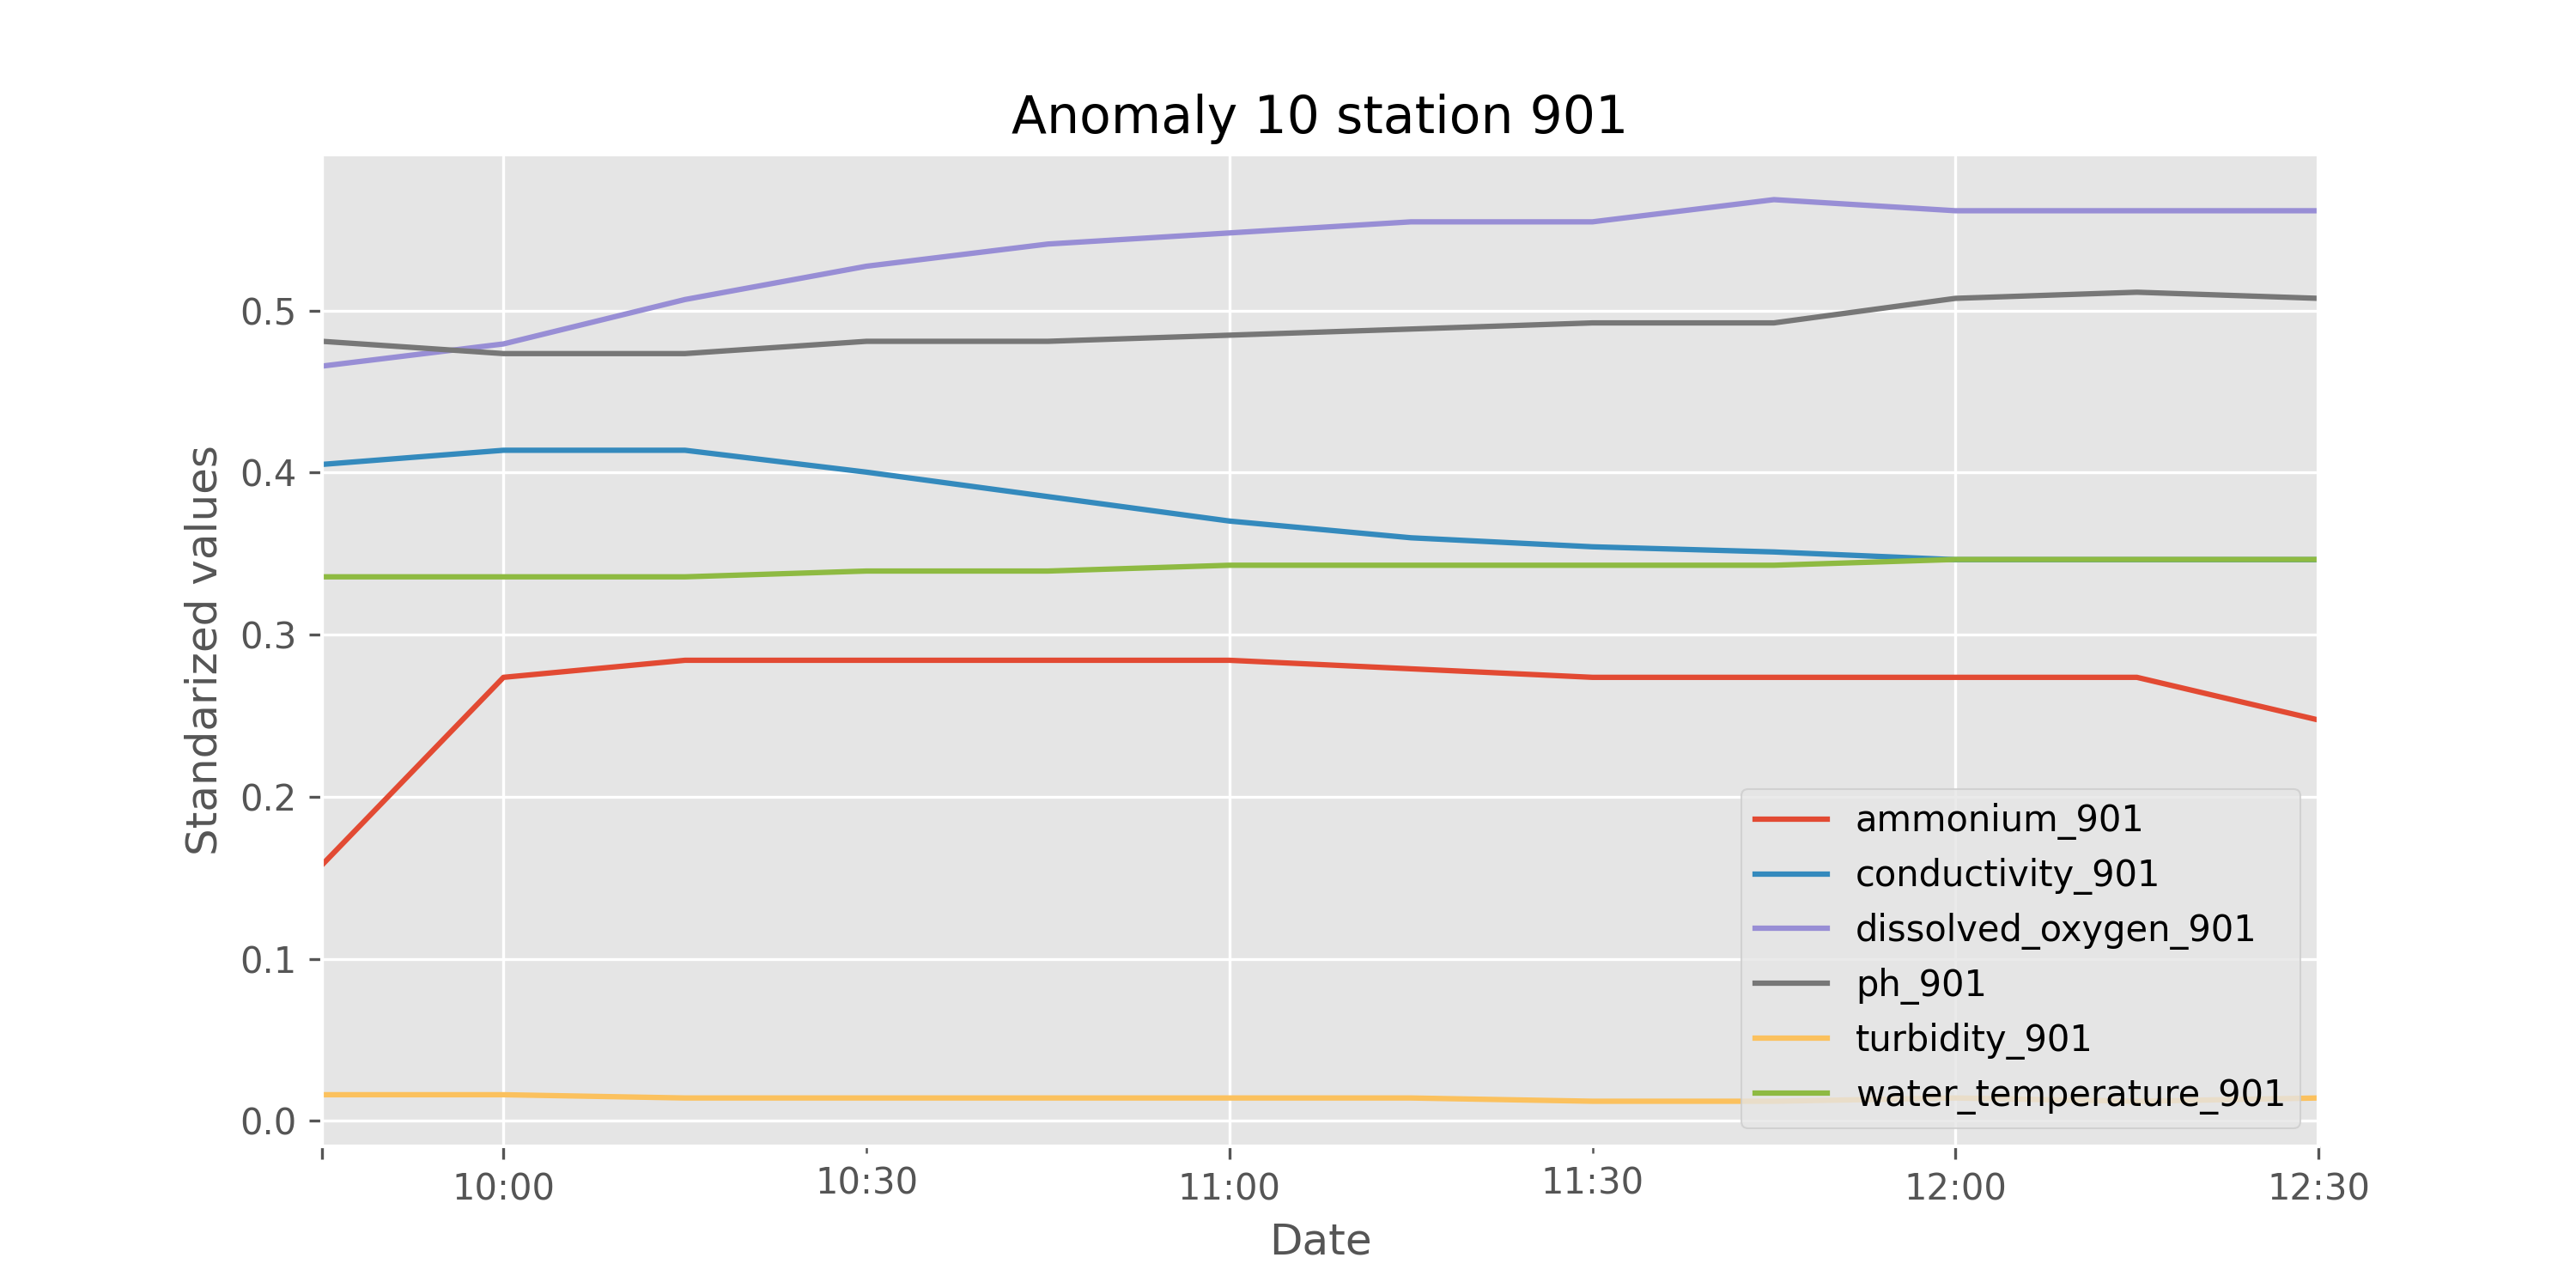 Anomaly 10 station 901
Standarized values
0.5
0.4
0.3
0.2
0.1
0.0
ammonium_901
conductivity_901
dissolved_oxygen_901
ph_901
turbidity_901
water_temperature_901
10:00 10:30 11:00 11:30 12:00 12:30
Date